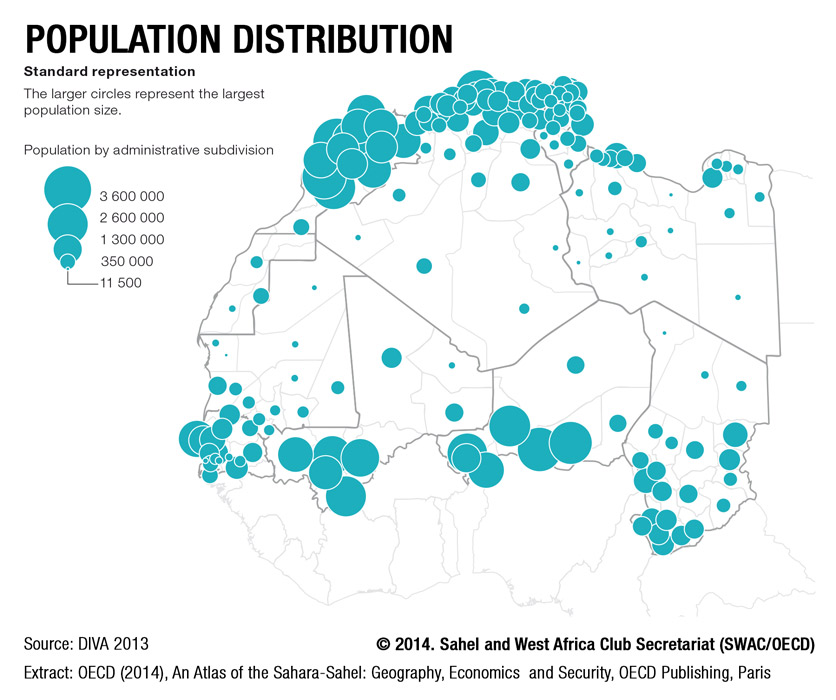 POPULATION DISTRIBUTION
Standard representation
The larger circles represent the largest
population size.
Population by administrative subdivision
3 600 000
2 600 000
1 300 000
350 000
11 500
Source: DIVA 2013
© 2014. Sahel and West Africa Club Secretariat (SWAC/OECD)
Extract: OECD (2014), An Atlas of the Sahara-Sahel: Geography, Economics and Security, OECD Publishing, Paris